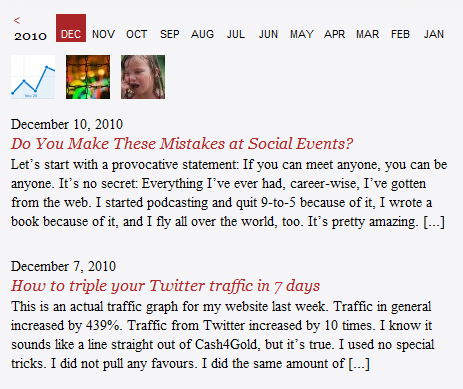 <
2010 DEC NOV OCT SEP AUG JUL JUN MAY APR MAR FEB JAN
December 10, 2010
Do You Make These Mistakes at Social Events?
Let's start with a provocative statement: If you can meet anyone, you can be
anyone. It's no secret: Everything I've ever had, career-wise, I've gotten
from the web. I started podcasting and quit 9-to-5 because of it, I wrote a
book because of it, and I fly all over the world, too. It's pretty amazing. [...]
December 7, 2010
How to triple your Twitter traffic in 7 days
This is an actual traffic graph for my website last week. Traffic in general
increased by 439%. Traffic from Twitter increased by 10 times. I know it
sounds like a line straight out of Cash4Gold, but it's true. I used no special
tricks. I did not pull any favours. I did the same amount of [...]